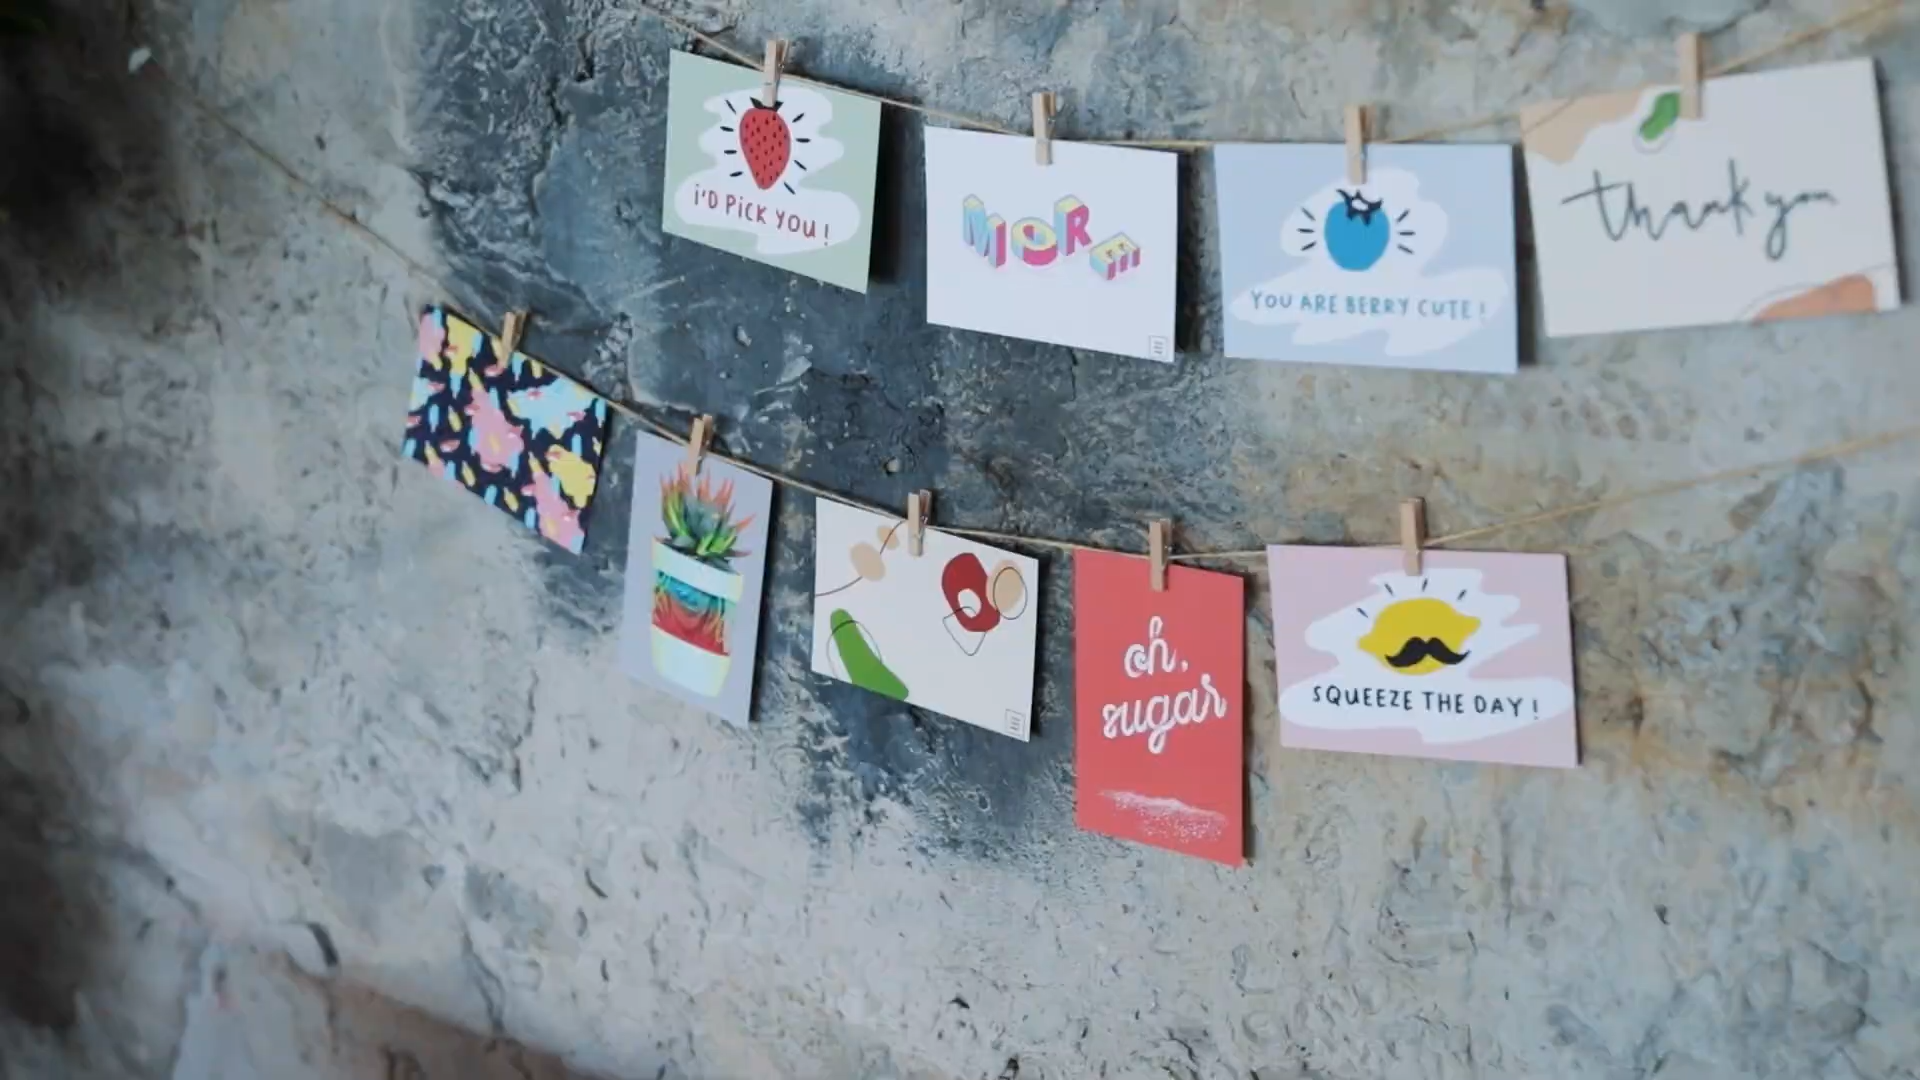 i'D PiCK YOU !
MORE
YOU ARE BERRY CUTE !
thank you
oh,
sugar
SQUEEZE THE DAY !